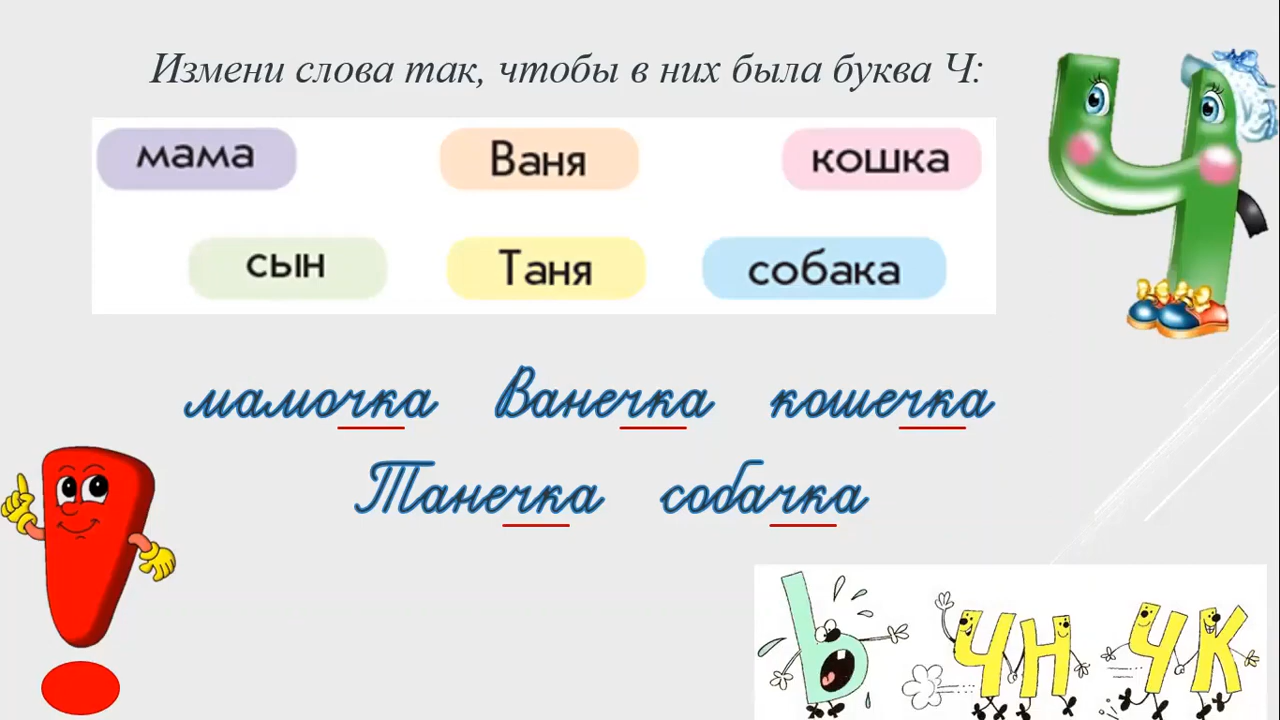 Измени слова так, чтобы в них была буква Ч:
мама Ваня кошка
сын Таня собака
мамочка Ванечка кошечка
Танечка собачка
Ч
Ь ЧН ЧК